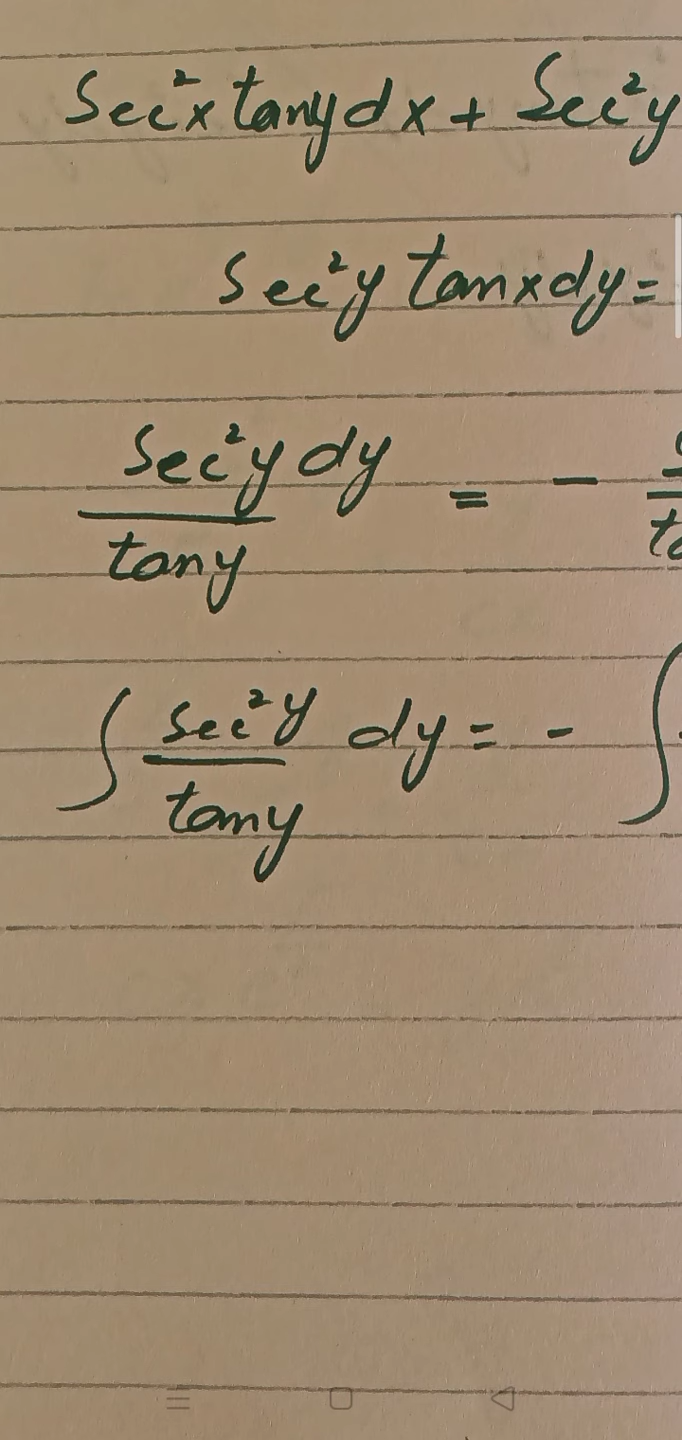 Sec²x tany dx + Sec²y
Sec²y tanx dy =
Sec²y dy / tany = -
∫ Sec²y / tany dy = - ∫